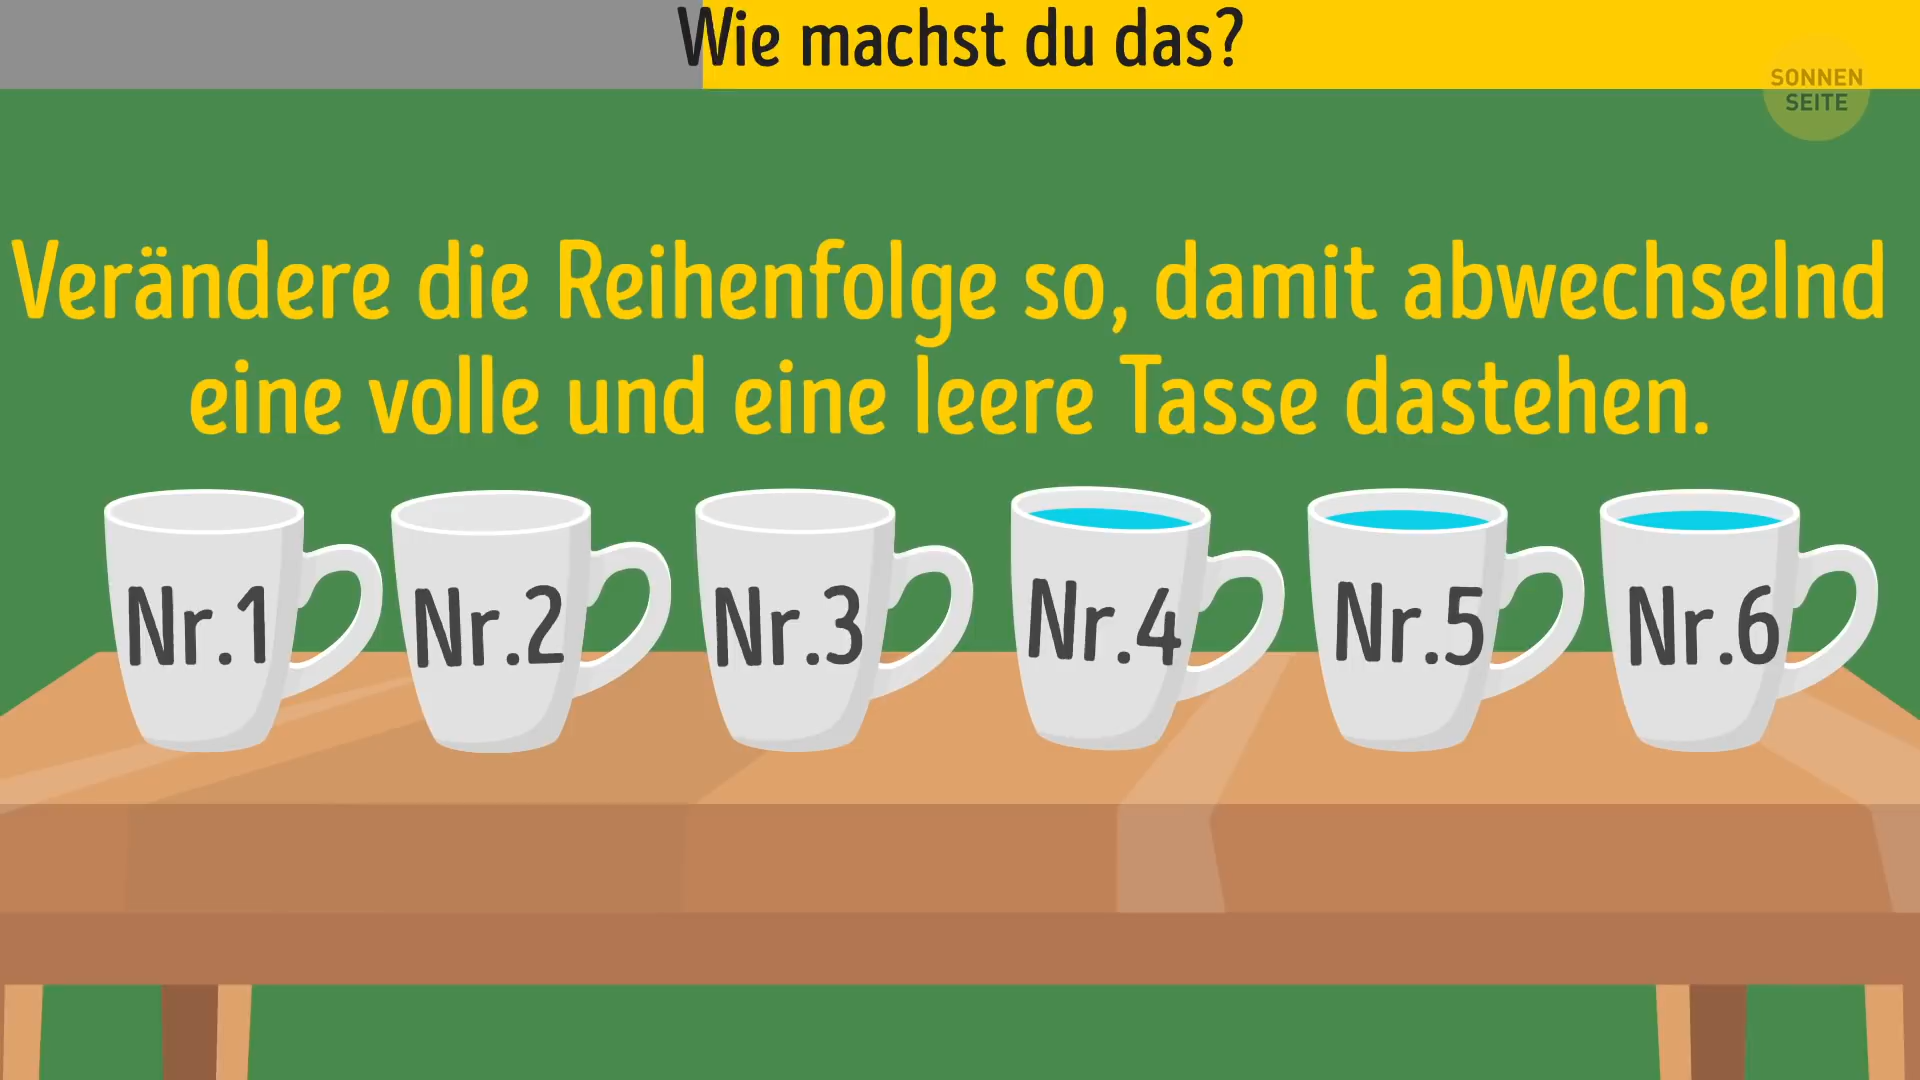 Wie machst du das?
SONNEN
SEITE
Verändere die Reihenfolge so, damit abwechselnd
eine volle und eine leere Tasse dastehen.
Nr.1
Nr.2
Nr.3
Nr.4
Nr.5
Nr.6